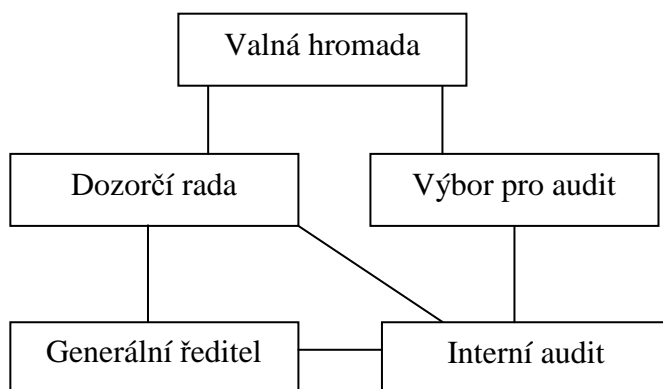 Valná hromada
Dozorčí rada
Výbor pro audit
Generální ředitel
Interní audit